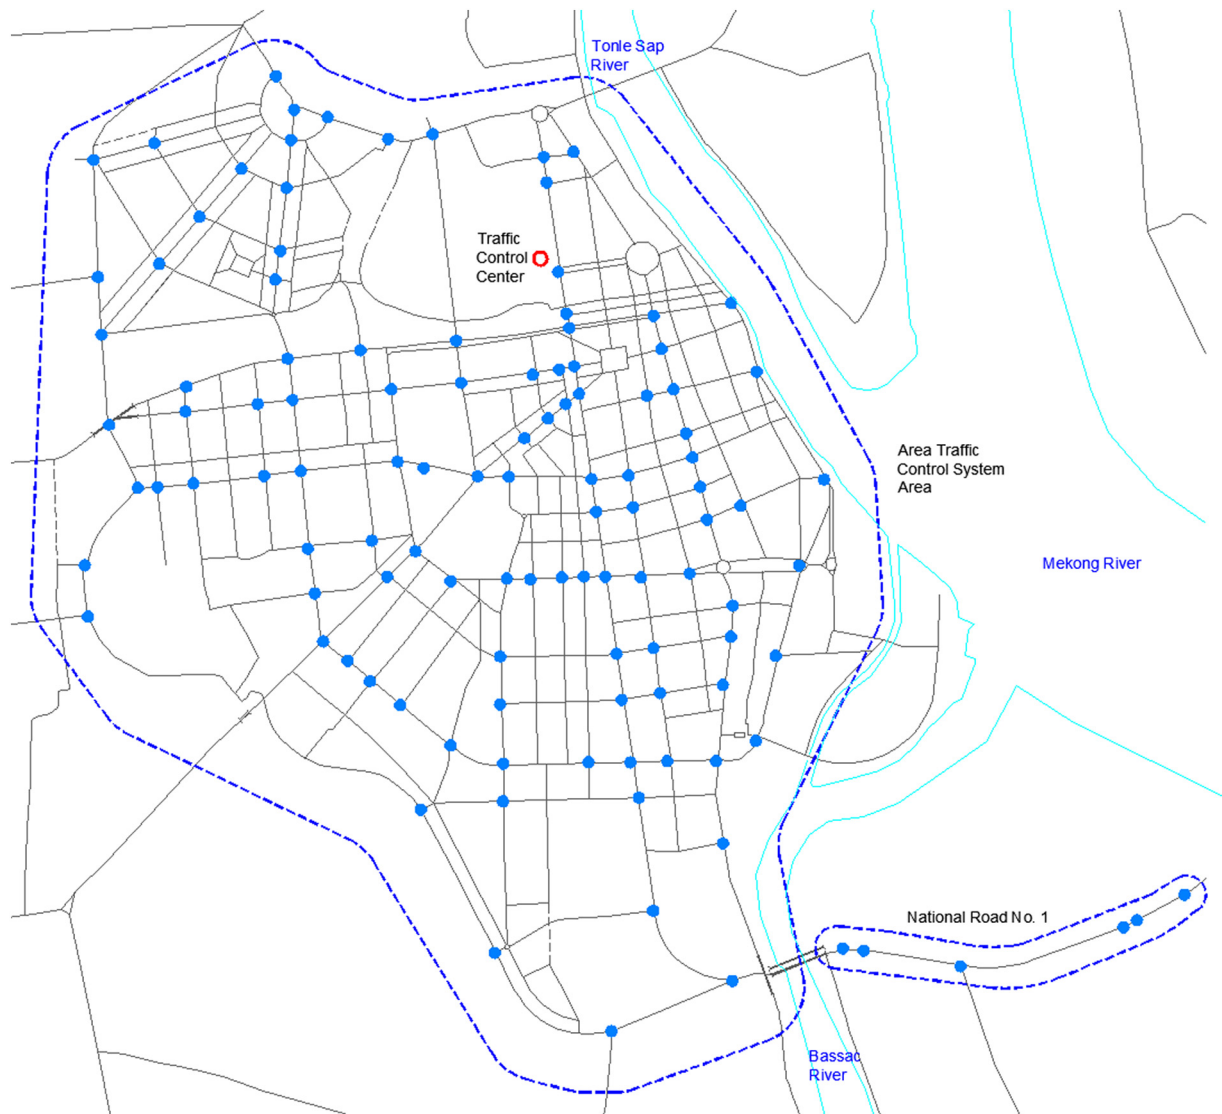 Tonle Sap
River
Traffic
Control
Center
Area Traffic
Control System
Area
Mekong River
National Road No. 1
Bassac
River